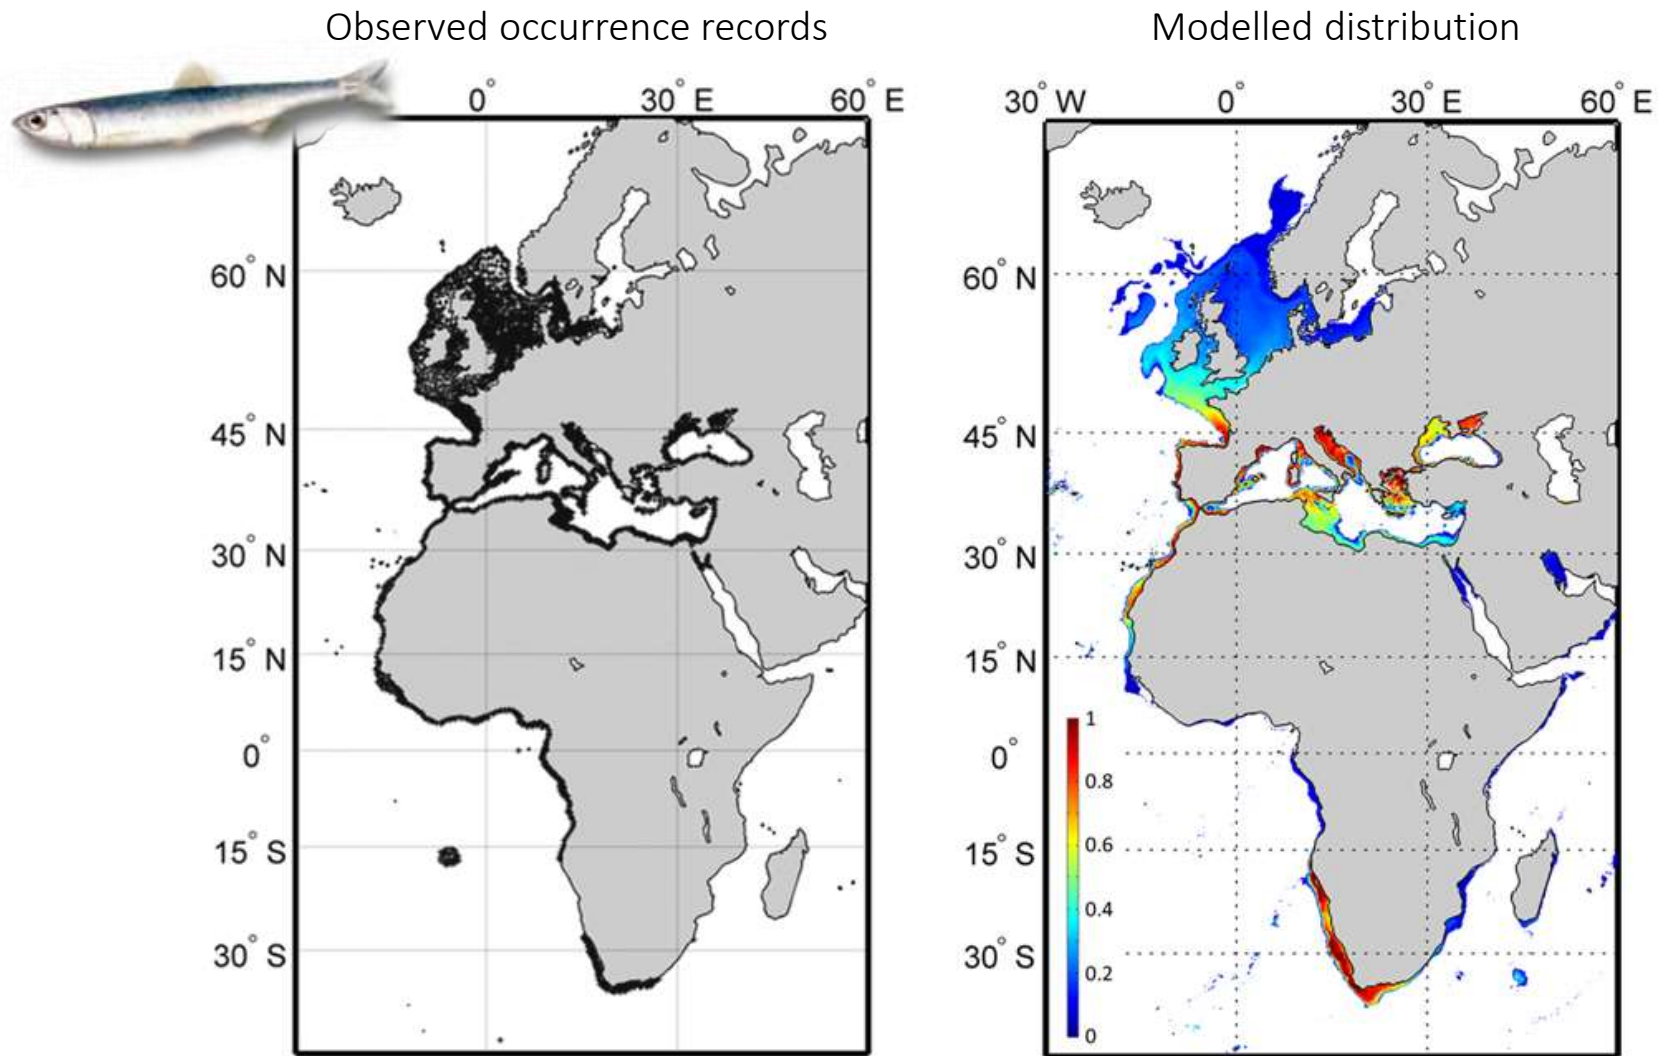 Observed occurrence records
Modelled distribution
0° 30° E 60° E
30° W 0° 30° E 60° E
60° N
45° N
30° N
15° N
0°
15° S
30° S
60° N
45° N
30° N
15° N
0°
15° S
30° S
1
0.8
0.6
0.4
0.2
0